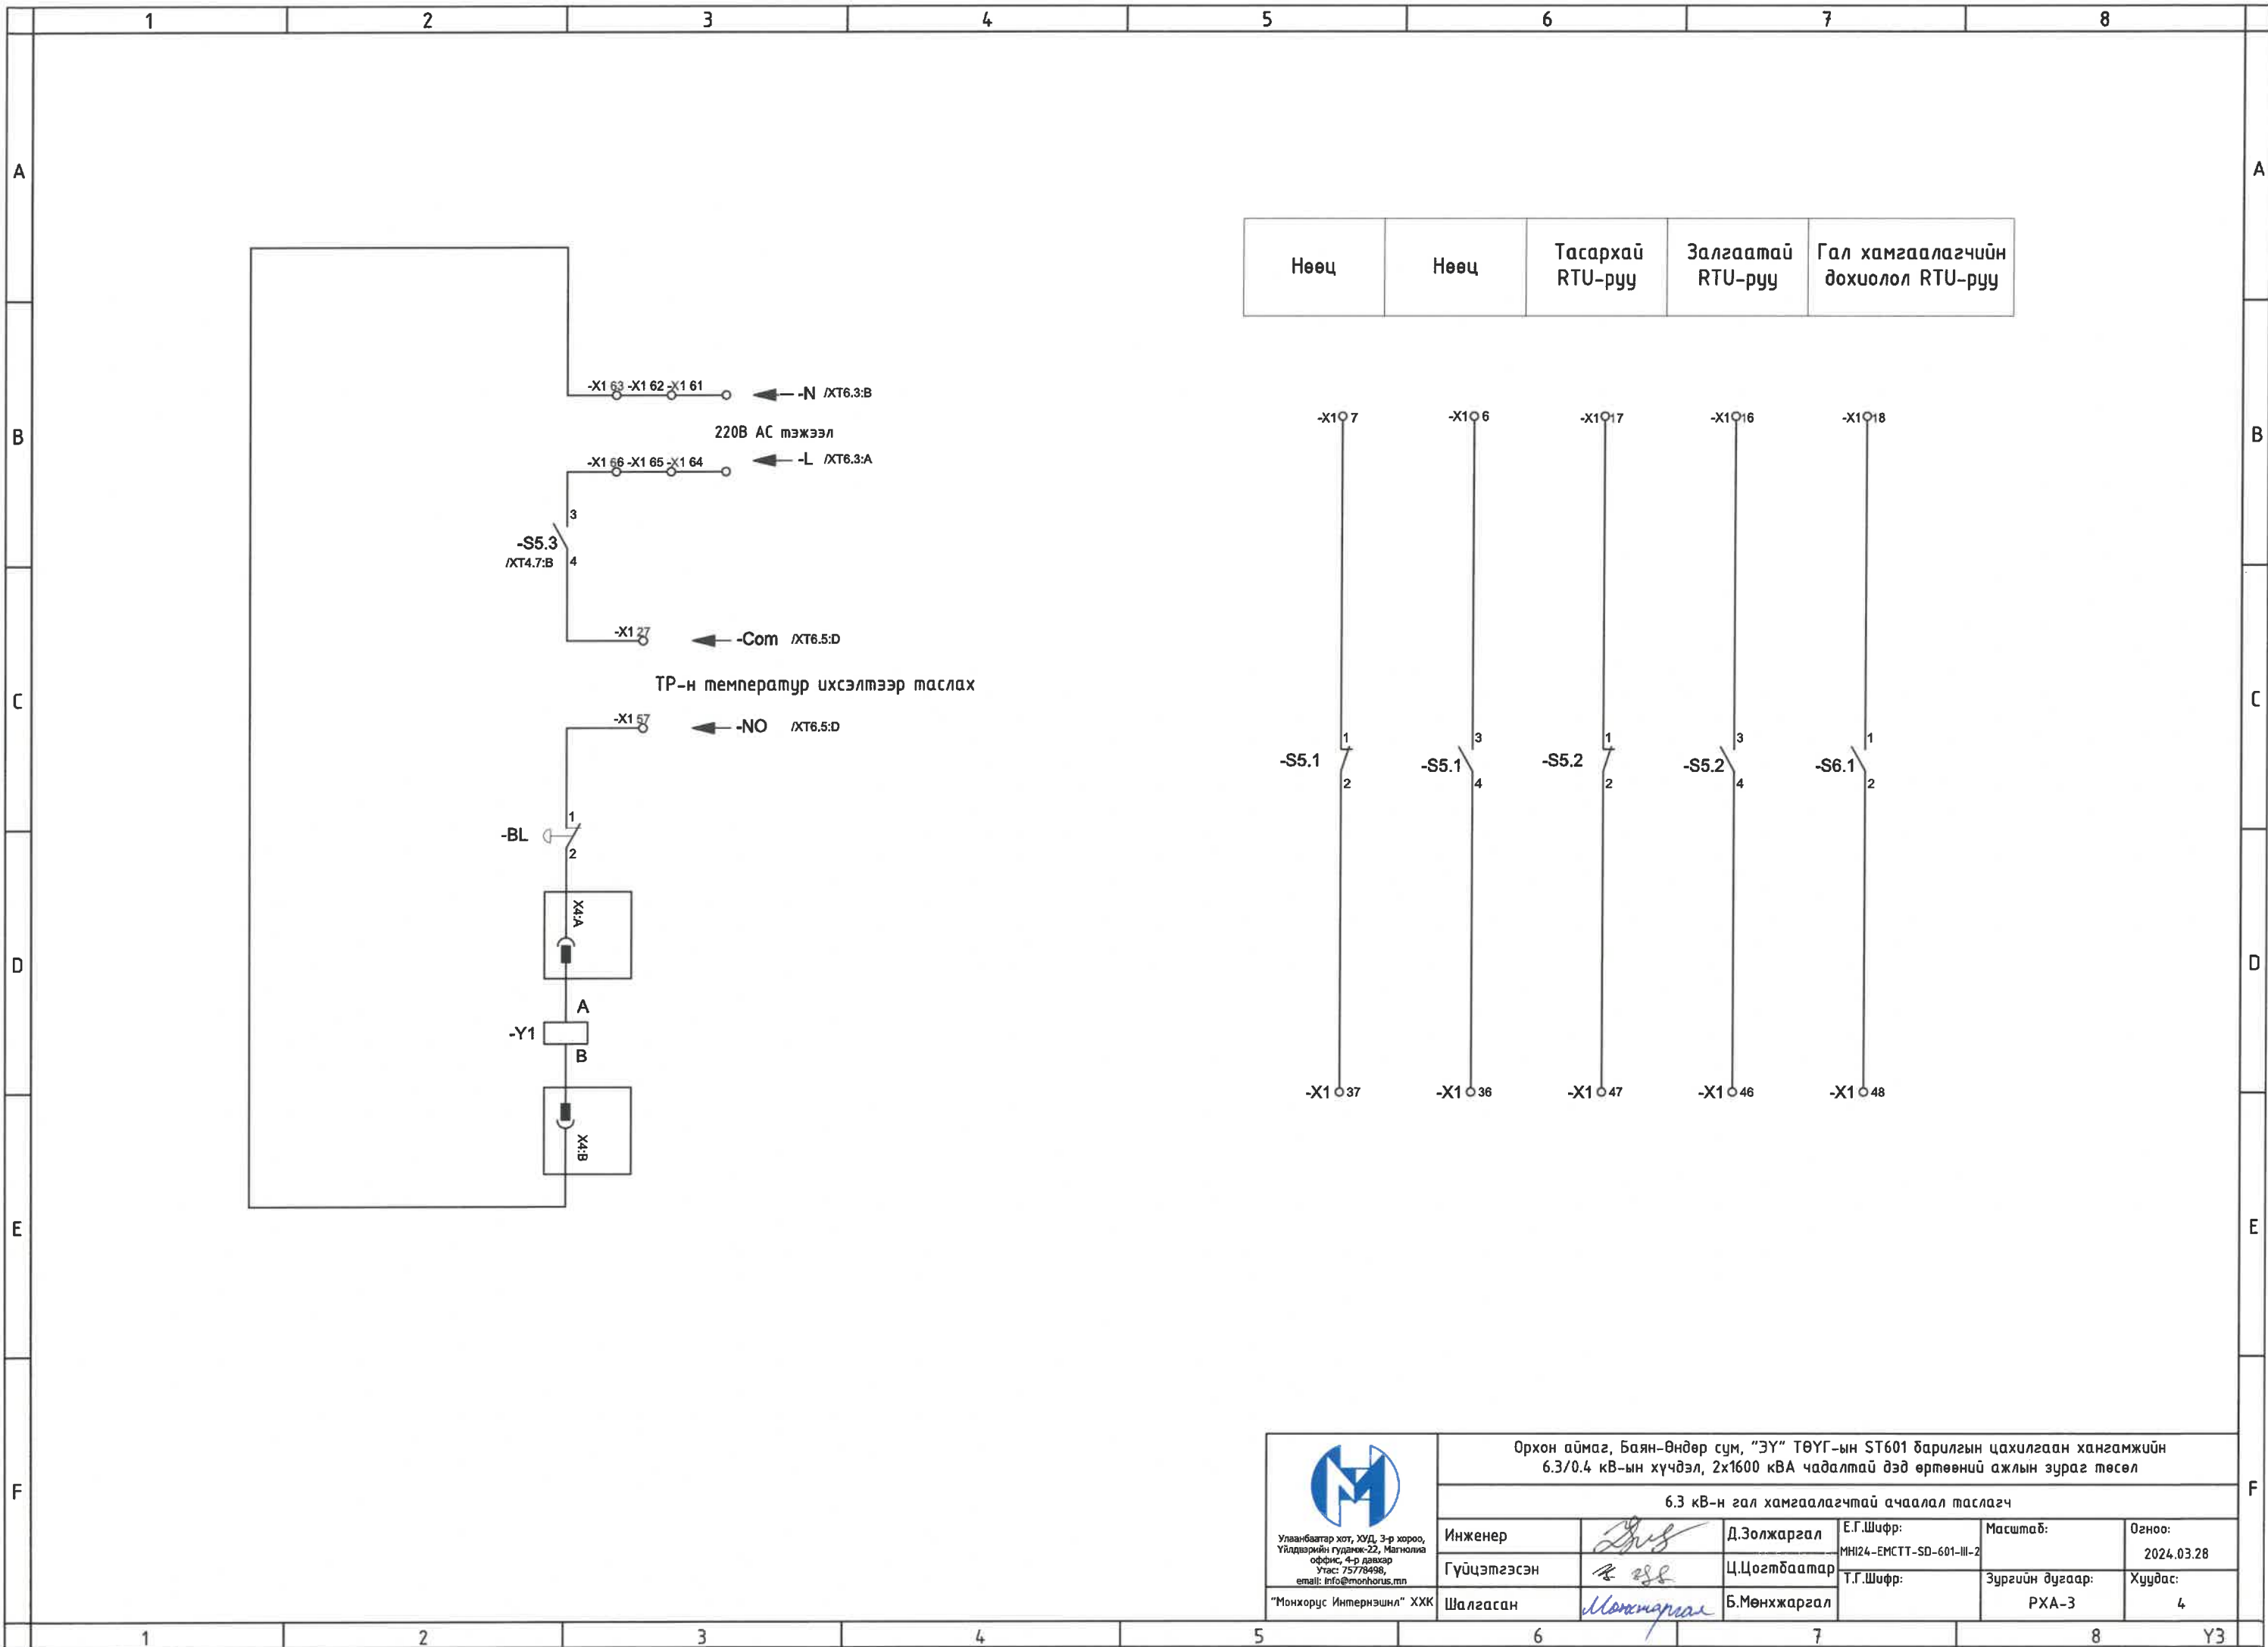 1 2 3 4 5 6 7 8
A A
Нөөц
Нөөц
Тасархай
RTU-руу
Залгаатай
RTU-руу
Гал хамгаалагчийн
дохиолол RTU-руу
-X1 63 -X1 62 -X1 61
-N /XT6.3:B
220В АС тэжээл
-X1 66 -X1 65 -X1 64
-L /XT6.3:A
B B
-X1 7
-X1 6
-X1 17
-X1 16
-X1 18
3
-S5.3
/XT4.7:B
4
-X1 27
-Com /XT6.5:D
ТР-н температур ихсэлтээр таслах
C C
-X1 57
-NO /XT6.5:D
1
-S5.1
2
3
-S5.1
4
1
-S5.2
2
3
-S5.2
4
1
-S6.1
2
1
-BL
2
X4:A
D D
A
-Y1
B
X4:B
-X1 37
-X1 36
-X1 47
-X1 46
-X1 48
E E
F F
Улаанбаатар хот, ХУД, 3-р хороо,
Үйлдвэрийн гудамж-22, Магнолиа
оффис, 4-р давхар
Утас: 75778498,
email: info@monhorus.mn
"Монхорус Интернэшнл" ХХК
Орхон аймаг, Баян-Өндөр сум, "ЭҮ" ТӨҮГ-ын ST601 барилгын цахилгаан хангамжийн
6.3/0.4 кВ-ын хүчдэл, 2x1600 кВА чадалтай дэд өртөөний ажлын зураг төсөл
6.3 кВ-н гал хамгаалагчтай ачаалал таслагч
Инженер
Д.Золжаргал
Гүйцэтгэсэн
Ц.Цогтбаатар
Шалгасан
Мөнхжаргал
Б.Мөнхжаргал
Е.Г.Шифр:
MHI24-EMCTT-SD-601-III-2
Т.Г.Шифр:
Масштаб:
Огноо:
2024.03.28
Зургийн дугаар:
РХА-3
Хуудас:
4
1 2 3 4 5 6 7 8 ҮЗ